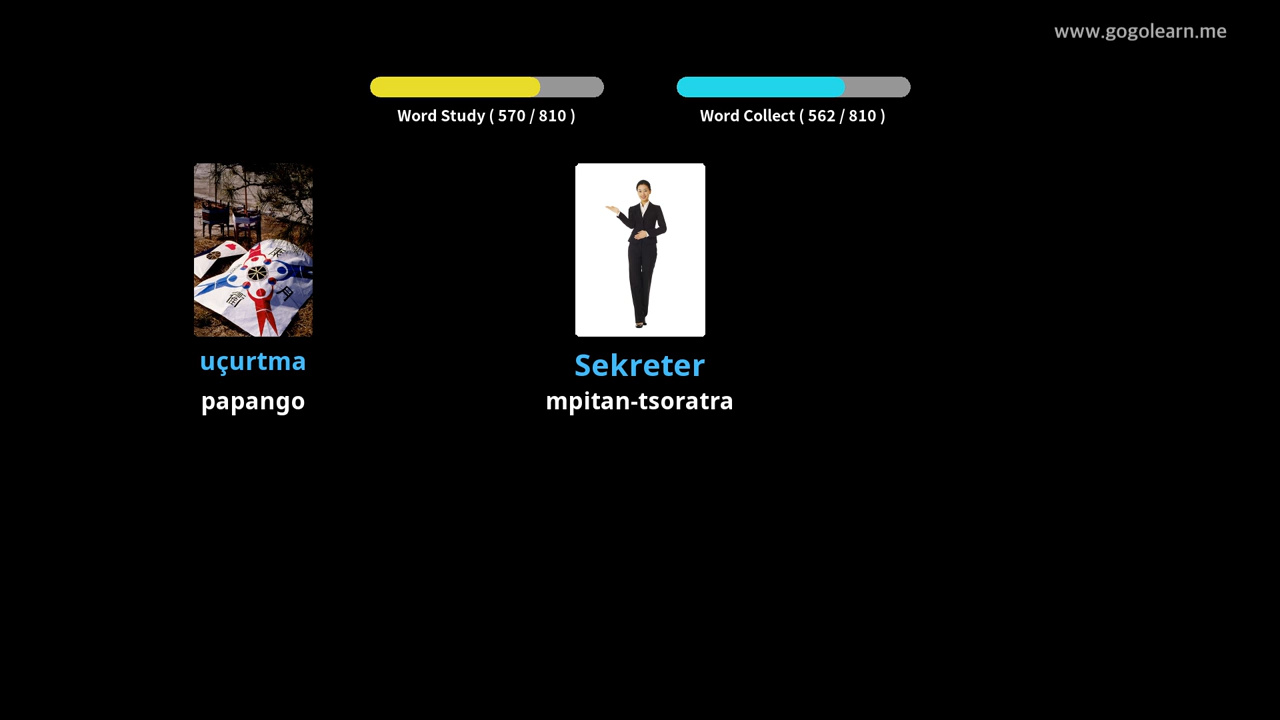 www.gogolearn.me
Word Study ( 570 / 810 )
Word Collect ( 562 / 810 )
uçurtma
papango
Sekreter
mpitan-tsoratra